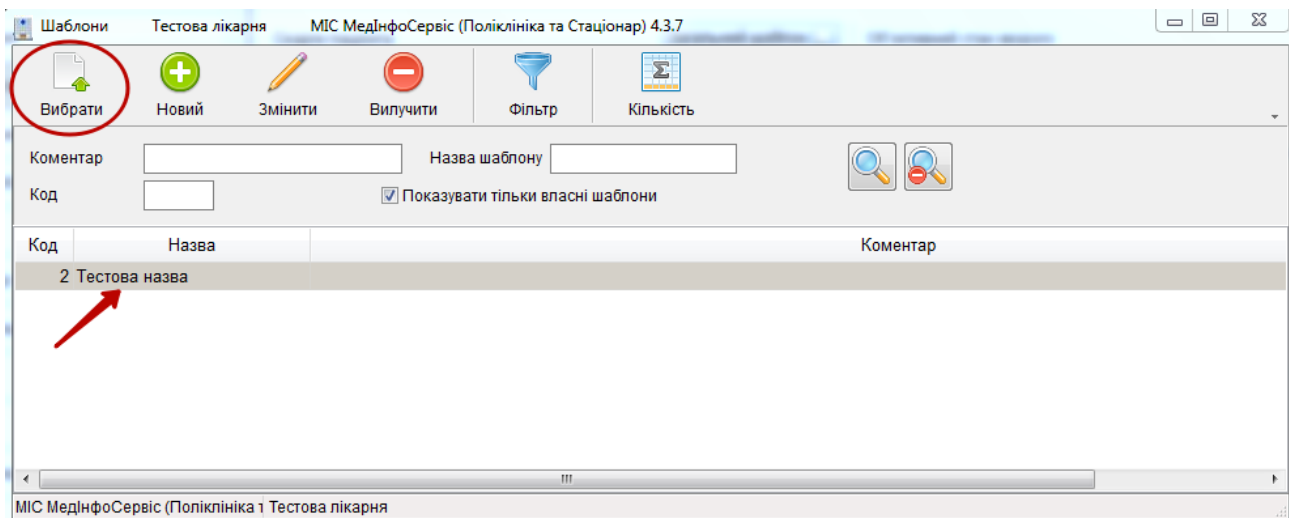 Шаблони Тестова лікарня МІС МедІнфоСервіс (Поліклініка та Стаціонар) 4.3.7
Вибрати Новий Змінити Вилучити Фільтр Кількість
Коментар Назва шаблону
Код Показувати тільки власні шаблони
Код Назва Коментар
2 Тестова назва
МІС МедІнфоСервіс (Поліклініка т Тестова лікарня